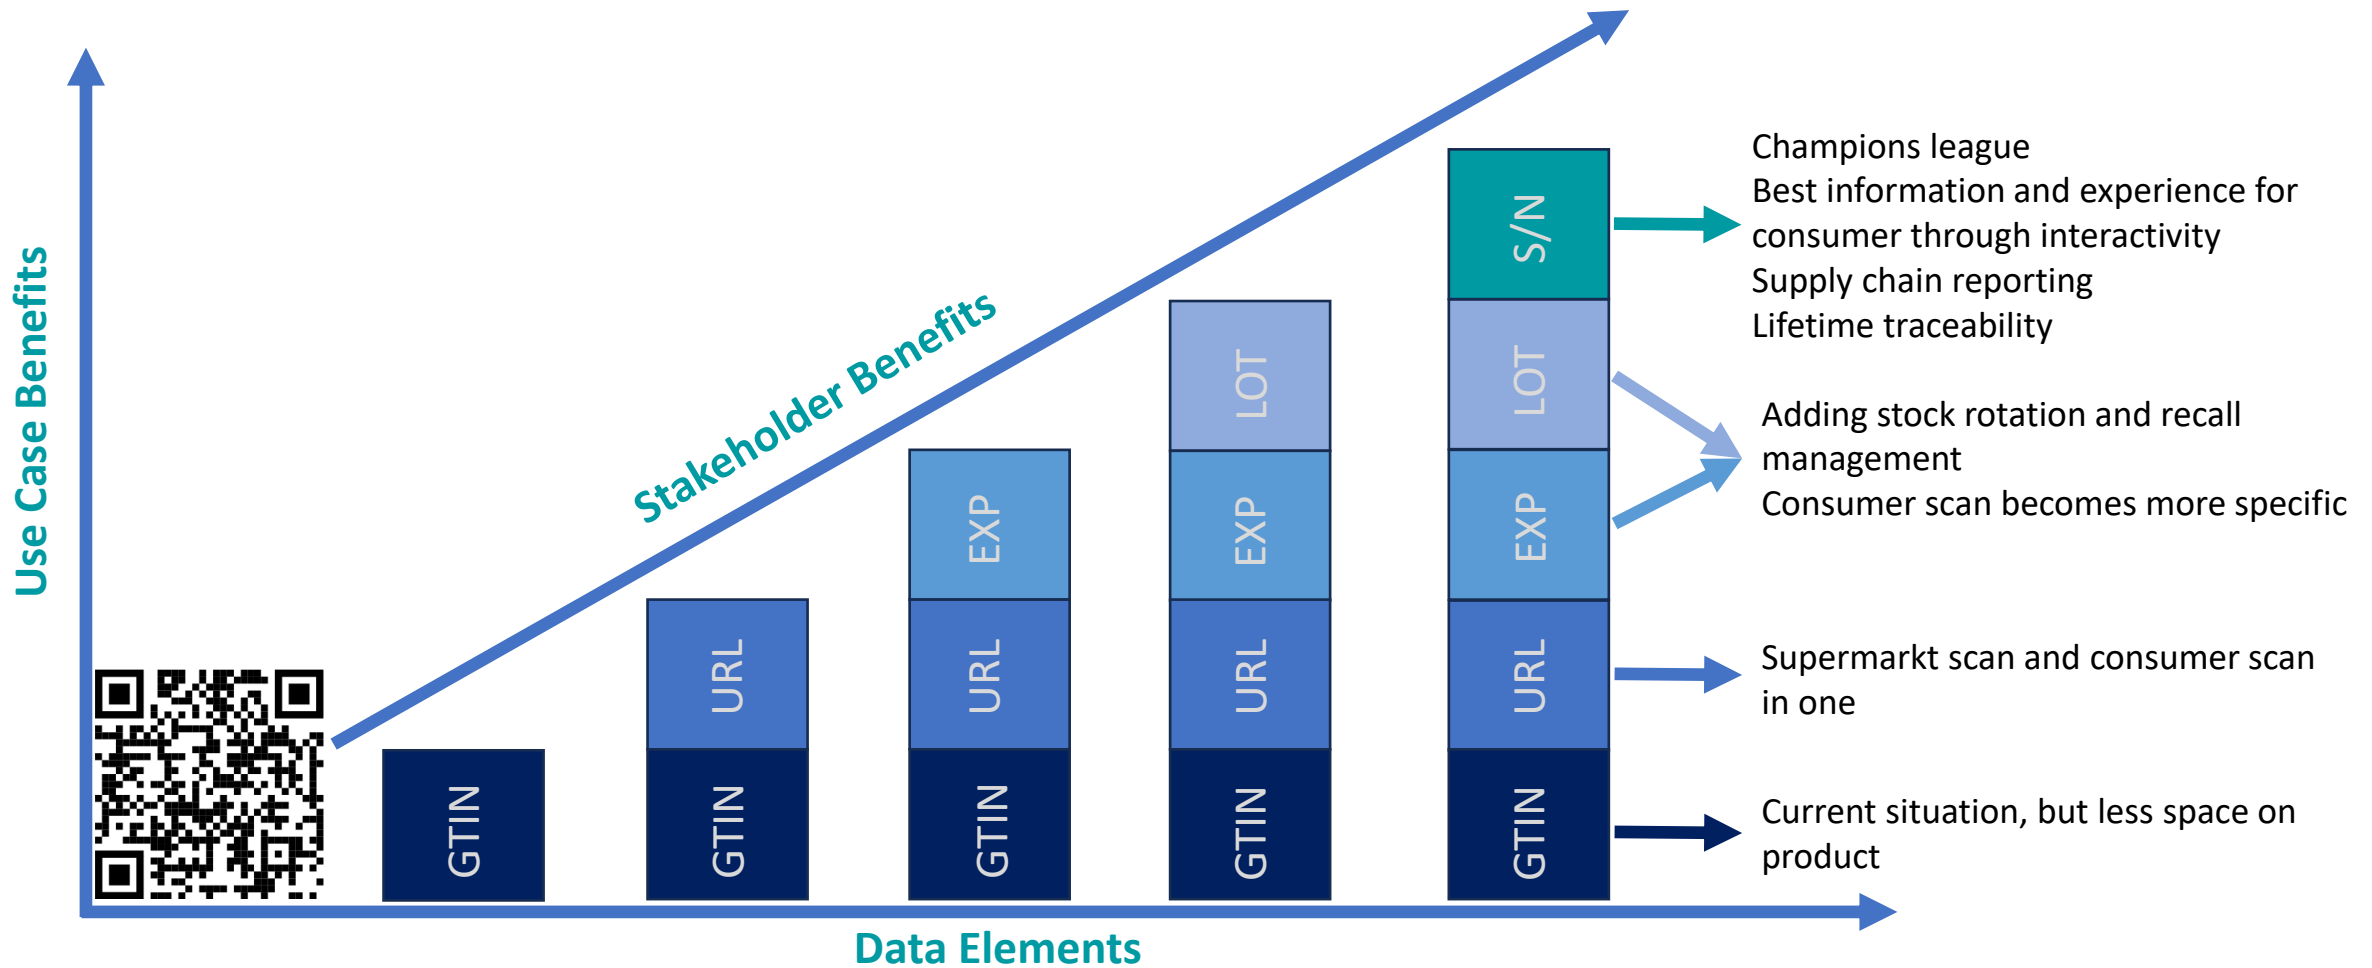 Use Case Benefits
Stakeholder Benefits
GTIN
URL
GTIN
EXP
URL
GTIN
LOT
EXP
URL
GTIN
S/N
LOT
EXP
URL
GTIN
Champions league
Best information and experience for
consumer through interactivity
Supply chain reporting
Lifetime traceability
Adding stock rotation and recall
management
Consumer scan becomes more specific
Supermarkt scan and consumer scan
in one
Current situation, but less space on
product
Data Elements